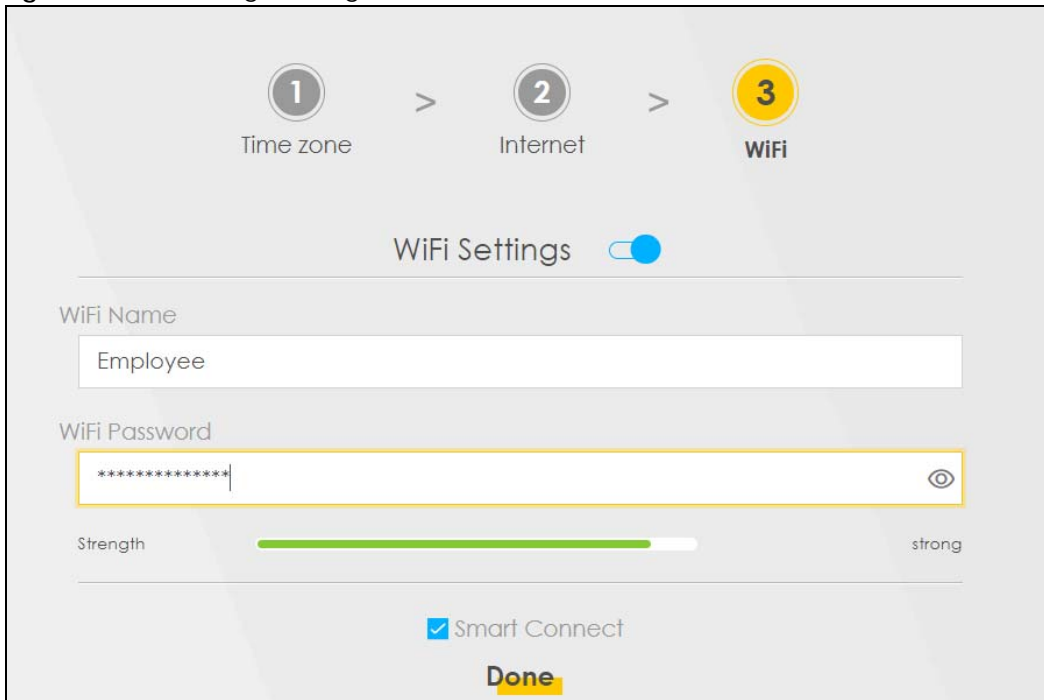 1 > 2 > 3
Time zone Internet WiFi
WiFi Settings
WiFi Name
Employee
WiFi Password
**************
Strength strong
Smart Connect
Done